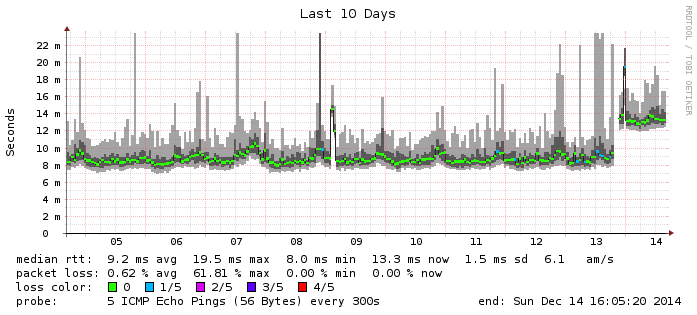 Last 10 Days
RRDTOOL / TOBI OETIKER
Seconds
22 m
20 m
18 m
16 m
14 m
12 m
10 m
8 m
6 m
4 m
2 m
0
05 06 07 08 09 10 11 12 13 14
median rtt: 9.2 ms avg 19.5 ms max 8.0 ms min 13.3 ms now 1.5 ms sd 6.1 am/s
packet loss: 0.62 % avg 61.81 % max 0.00 % min 0.00 % now
loss color: 0 1/5 2/5 3/5 4/5
probe: 5 ICMP Echo Pings (56 Bytes) every 300s end: Sun Dec 14 16:05:20 2014